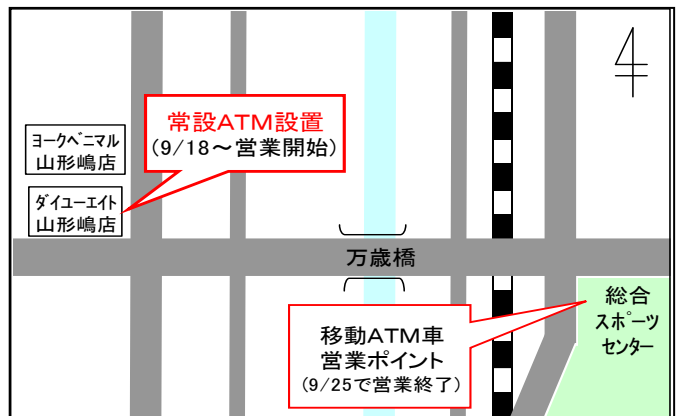 常設ATM設置
(9/18～営業開始)
ヨークベニマル
山形嶋店
ダイユーエイト
山形嶋店
万歳橋
総合
スポーツ
センター
移動ATM車
営業ポイント
(9/25で営業終了)